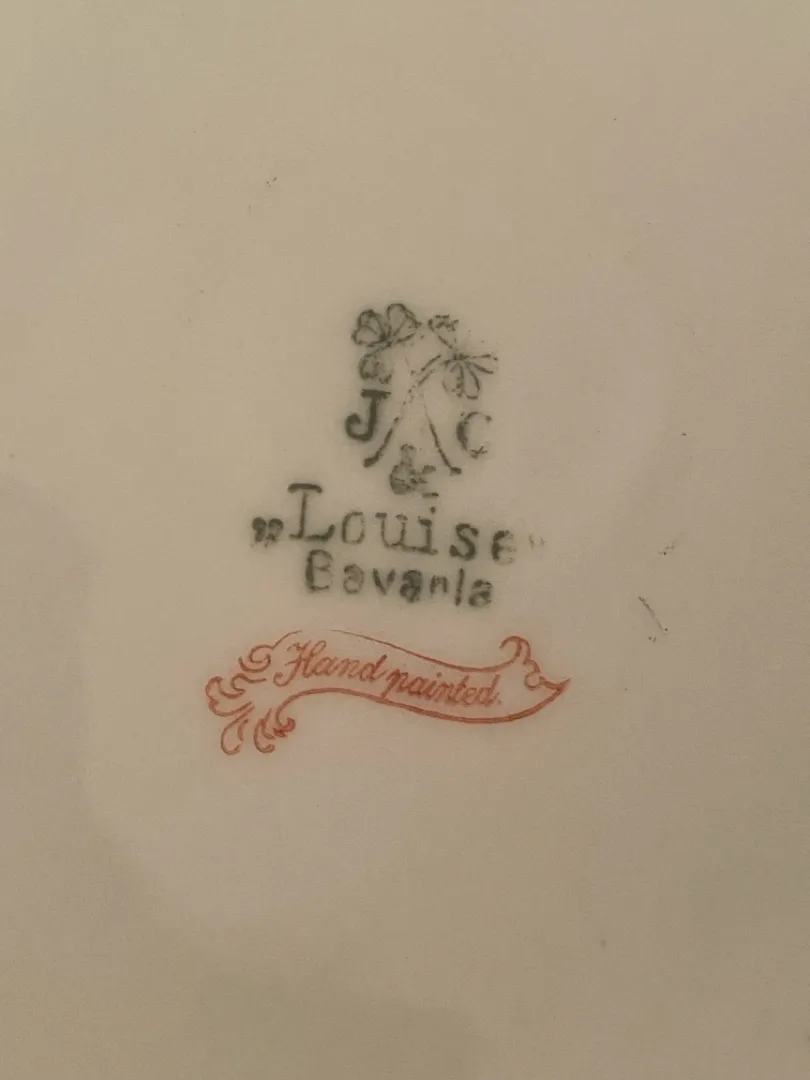 J & C
„Louise"
Bavaria
Hand painted.